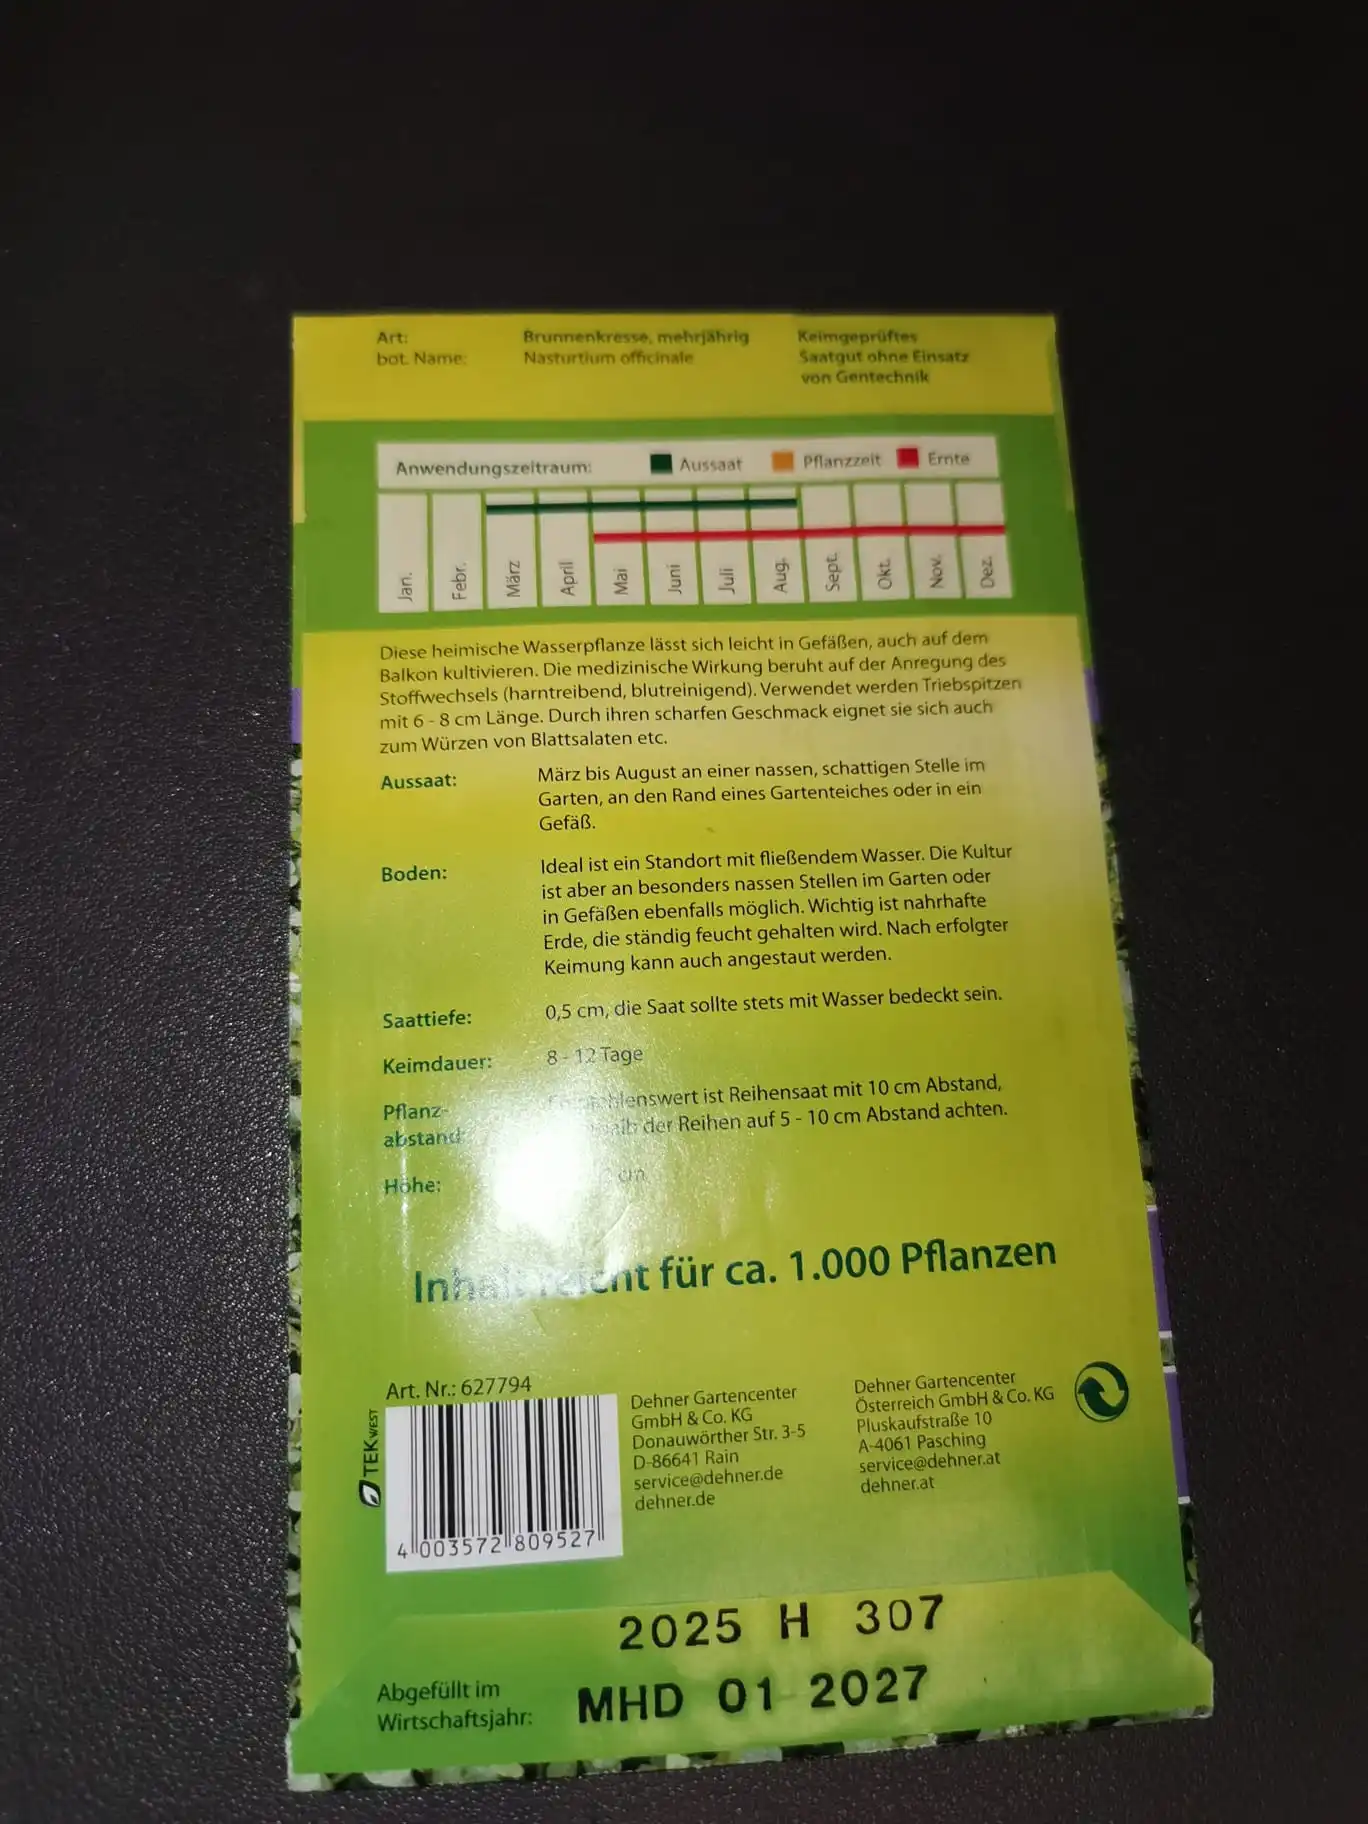 Art: Brunnenkresse, mehrjährig
bot. Name: Nasturtium officinale
Keimgeprüftes
Saatgut ohne Einsatz
von Gentechnik
Anwendungszeitraum: Aussaat Pflanzzeit Ernte
Jan. Febr. März April Mai Juni Juli Aug. Sept. Okt. Nov. Dez.
Diese heimische Wasserpflanze lässt sich leicht in Gefäßen, auch auf dem
Balkon kultivieren. Die medizinische Wirkung beruht auf der Anregung des
Stoffwechsels (harntreibend, blutreinigend). Verwendet werden Triebspitzen
mit 6 - 8 cm Länge. Durch ihren scharfen Geschmack eignet sie sich auch
zum Würzen von Blattsalaten etc.
Aussaat: März bis August an einer nassen, schattigen Stelle im
Garten, an den Rand eines Gartenteiches oder in ein
Gefäß.
Boden: Ideal ist ein Standort mit fließendem Wasser. Die Kultur
ist aber an besonders nassen Stellen im Garten oder
in Gefäßen ebenfalls möglich. Wichtig ist nahrhafte
Erde, die ständig feucht gehalten wird. Nach erfolgter
Keimung kann auch angestaut werden.
Saattiefe: 0,5 cm, die Saat sollte stets mit Wasser bedeckt sein.
Keimdauer: 8 - 12 Tage
Pflanz- ist Reihensaat mit 10 cm Abstand,
abstand: der Reihen auf 5 - 10 cm Abstand achten.
Höhe: cm
Inhalt reicht für ca. 1.000 Pflanzen
Art. Nr.: 627794
TEK WEST
4 003572 809527
Dehner Gartencenter
GmbH & Co. KG
Donauwörther Str. 3-5
D-86641 Rain
service@dehner.de
dehner.de
Dehner Gartencenter
Österreich GmbH & Co. KG
Pluskaufstraße 10
A-4061 Pasching
service@dehner.at
dehner.at
2025 H 307
Abgefüllt im
Wirtschaftsjahr:
MHD 01 2027